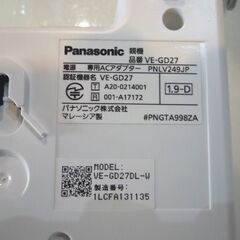 Panasonic 親機
品番 VE-GD27
電源 専用ACアダプター PNLV249JP
認証機器名 VE-GD27
T A20-0214001
R 001-A17172
1.9-D
パナソニック株式会社
マレーシア製
#PNGTA998ZA
MODEL:
VE-GD27DL-W
製造番号:
1LCFA131135